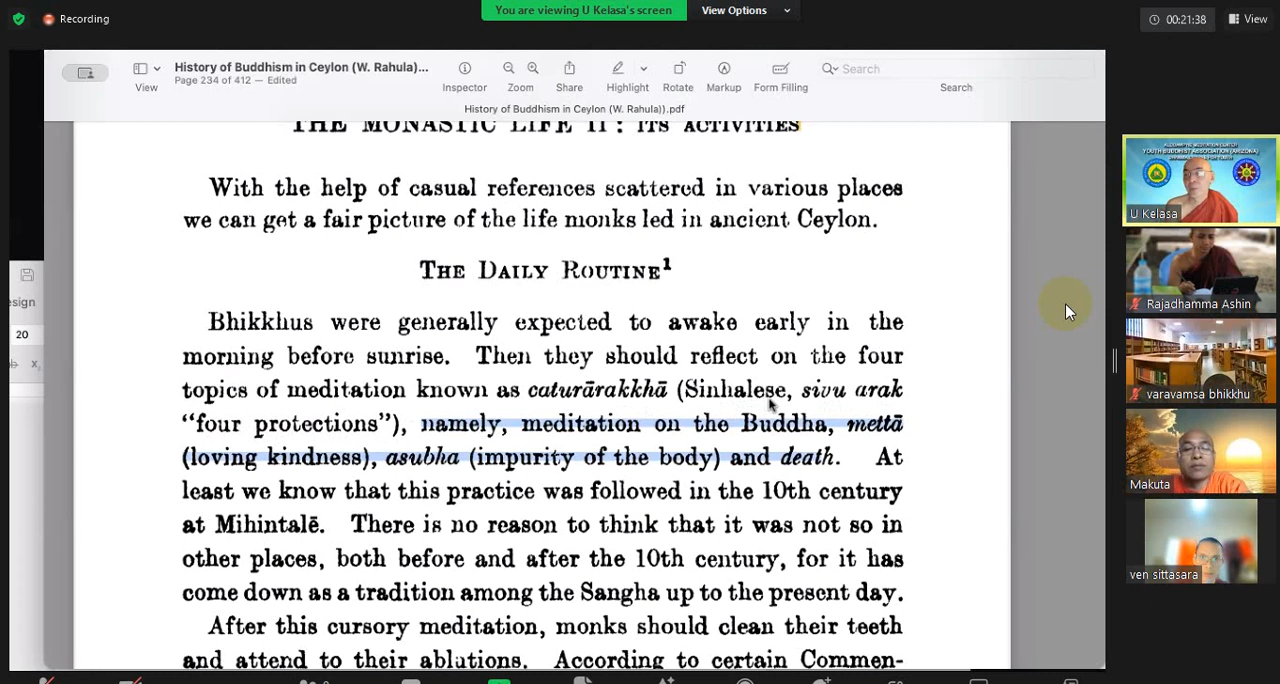 Recording
You are viewing U Kelasa's screen
View Options
00:21:38
View
History of Buddhism in Ceylon (W. Rahula)...
Page 234 of 412 — Edited
View
Inspector
Zoom
Share
Highlight
Rotate
Markup
Form Filling
Search
Search
History of Buddhism in Ceylon (W. Rahula)).pdf
THE MONASTIC LIFE II : ITS ACTIVITIES
With the help of casual references scattered in various places
we can get a fair picture of the life monks led in ancient Ceylon.
THE DAILY ROUTINE¹
Bhikkhus were generally expected to awake early in the
morning before sunrise. Then they should reflect on the four
topics of meditation known as caturārakkhā (Sinhalese, sivu arak
“four protections”), namely, meditation on the Buddha, mettā
(loving kindness), asubha (impurity of the body) and death. At
least we know that this practice was followed in the 10th century
at Mihintalē. There is no reason to think that it was not so in
other places, both before and after the 10th century, for it has
come down as a tradition among the Sangha up to the present day.
After this cursory meditation, monks should clean their teeth
and attend to their ablutions. According to certain Commen-
esign
20
YOUTH BUDDHIST ASSOCIATION (ARIZONA)
U Kelasa
Rajadhamma Ashin
varavamsa bhikkhu
Makuta
ven sittasara